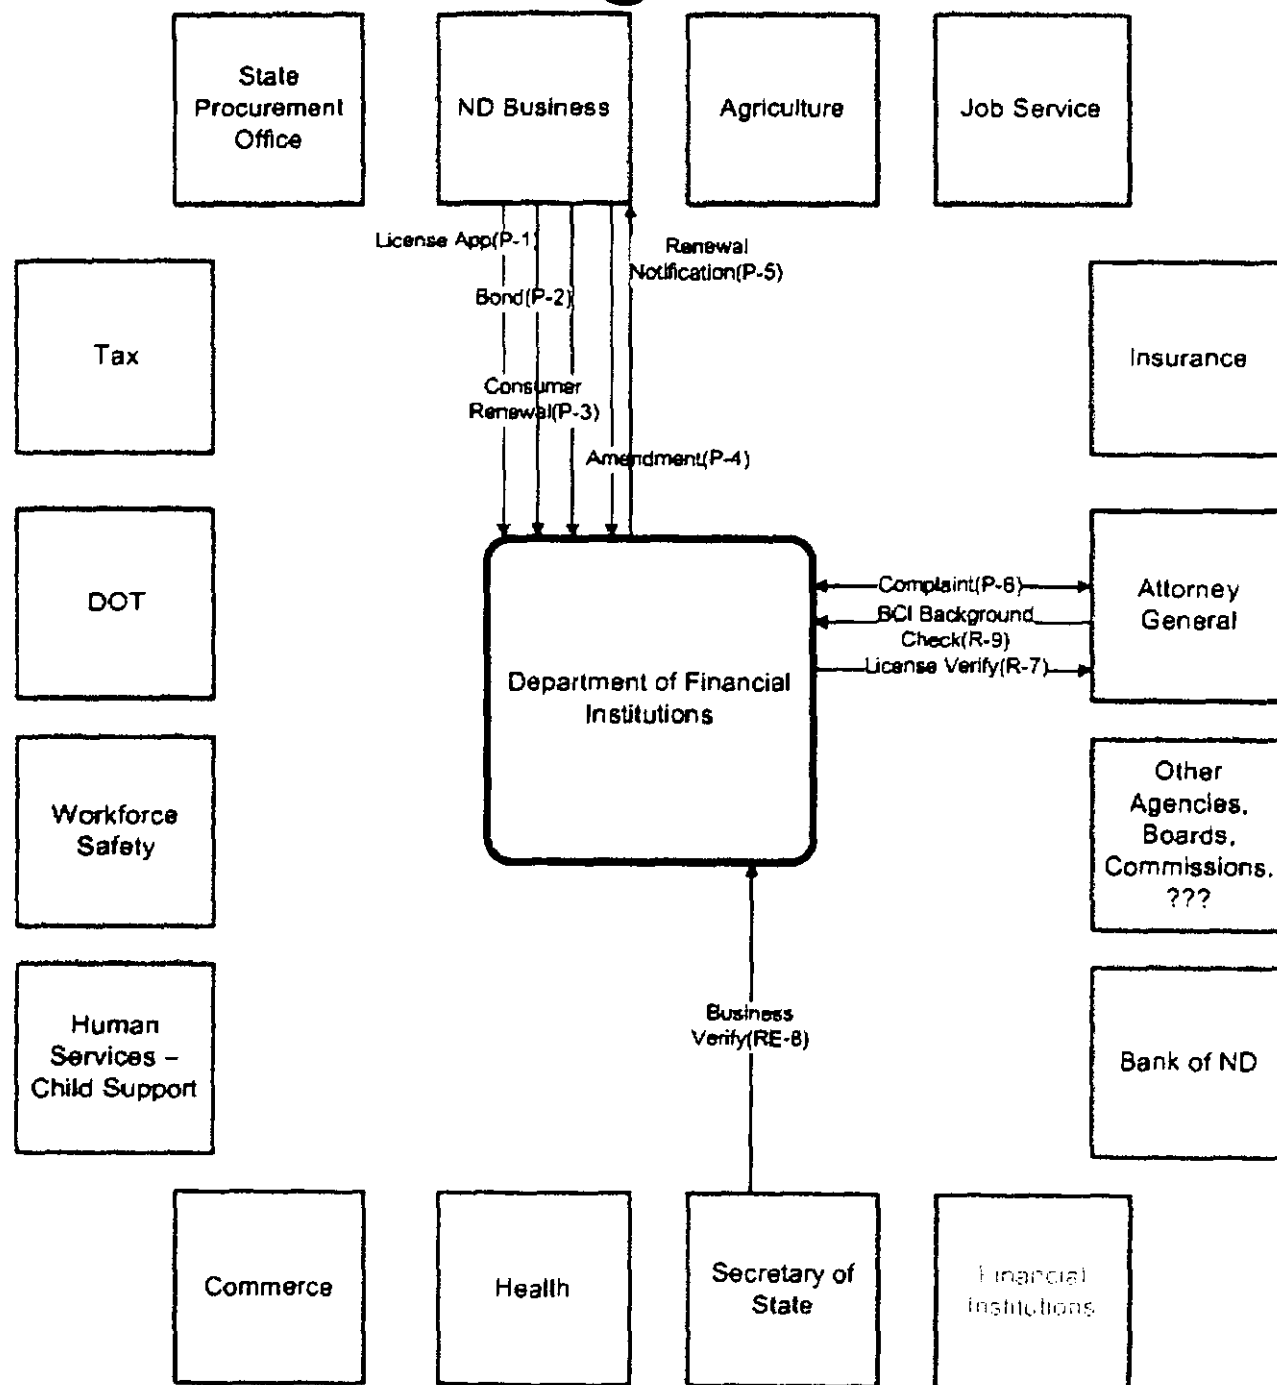 State
Procurement
Office
ND Business
Agriculture
Job Service
License App(P-1)
Renewal
Notification(P-5)
Bond(P-2)
Tax
Insurance
Consumer
Renewal(P-3)
Amendment(P-4)
DOT
Complaint(P-6)
BCI Background
Check(R-9)
License Verify(R-7)
Attorney
General
Department of Financial
Institutions
Workforce
Safety
Other
Agencies,
Boards,
Commissions,
???
Human
Services –
Child Support
Business
Verify(RE-8)
Bank of ND
Commerce
Health
Secretary of
State
Financial
Institutions